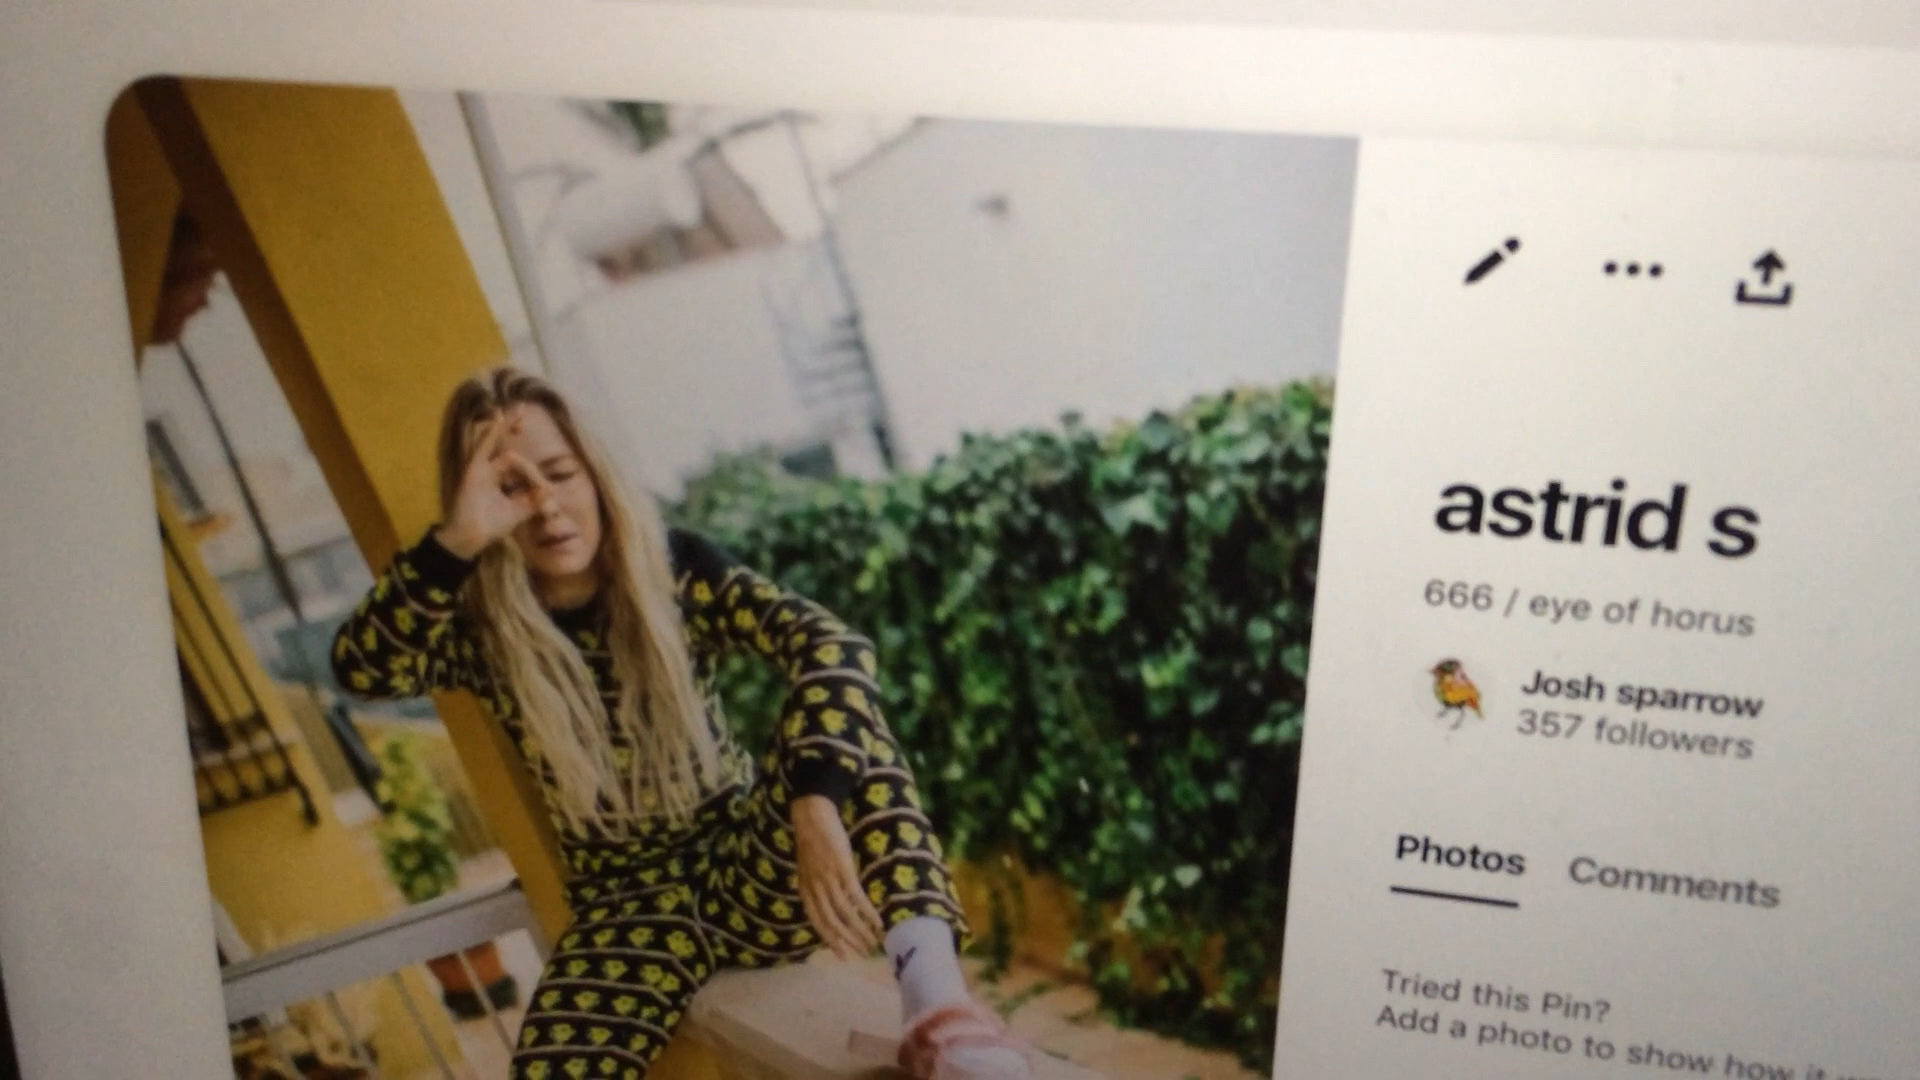 astrid s
666 / eye of horus
Josh sparrow
357 followers
Photos Comments
Tried this Pin?
Add a photo to show how it